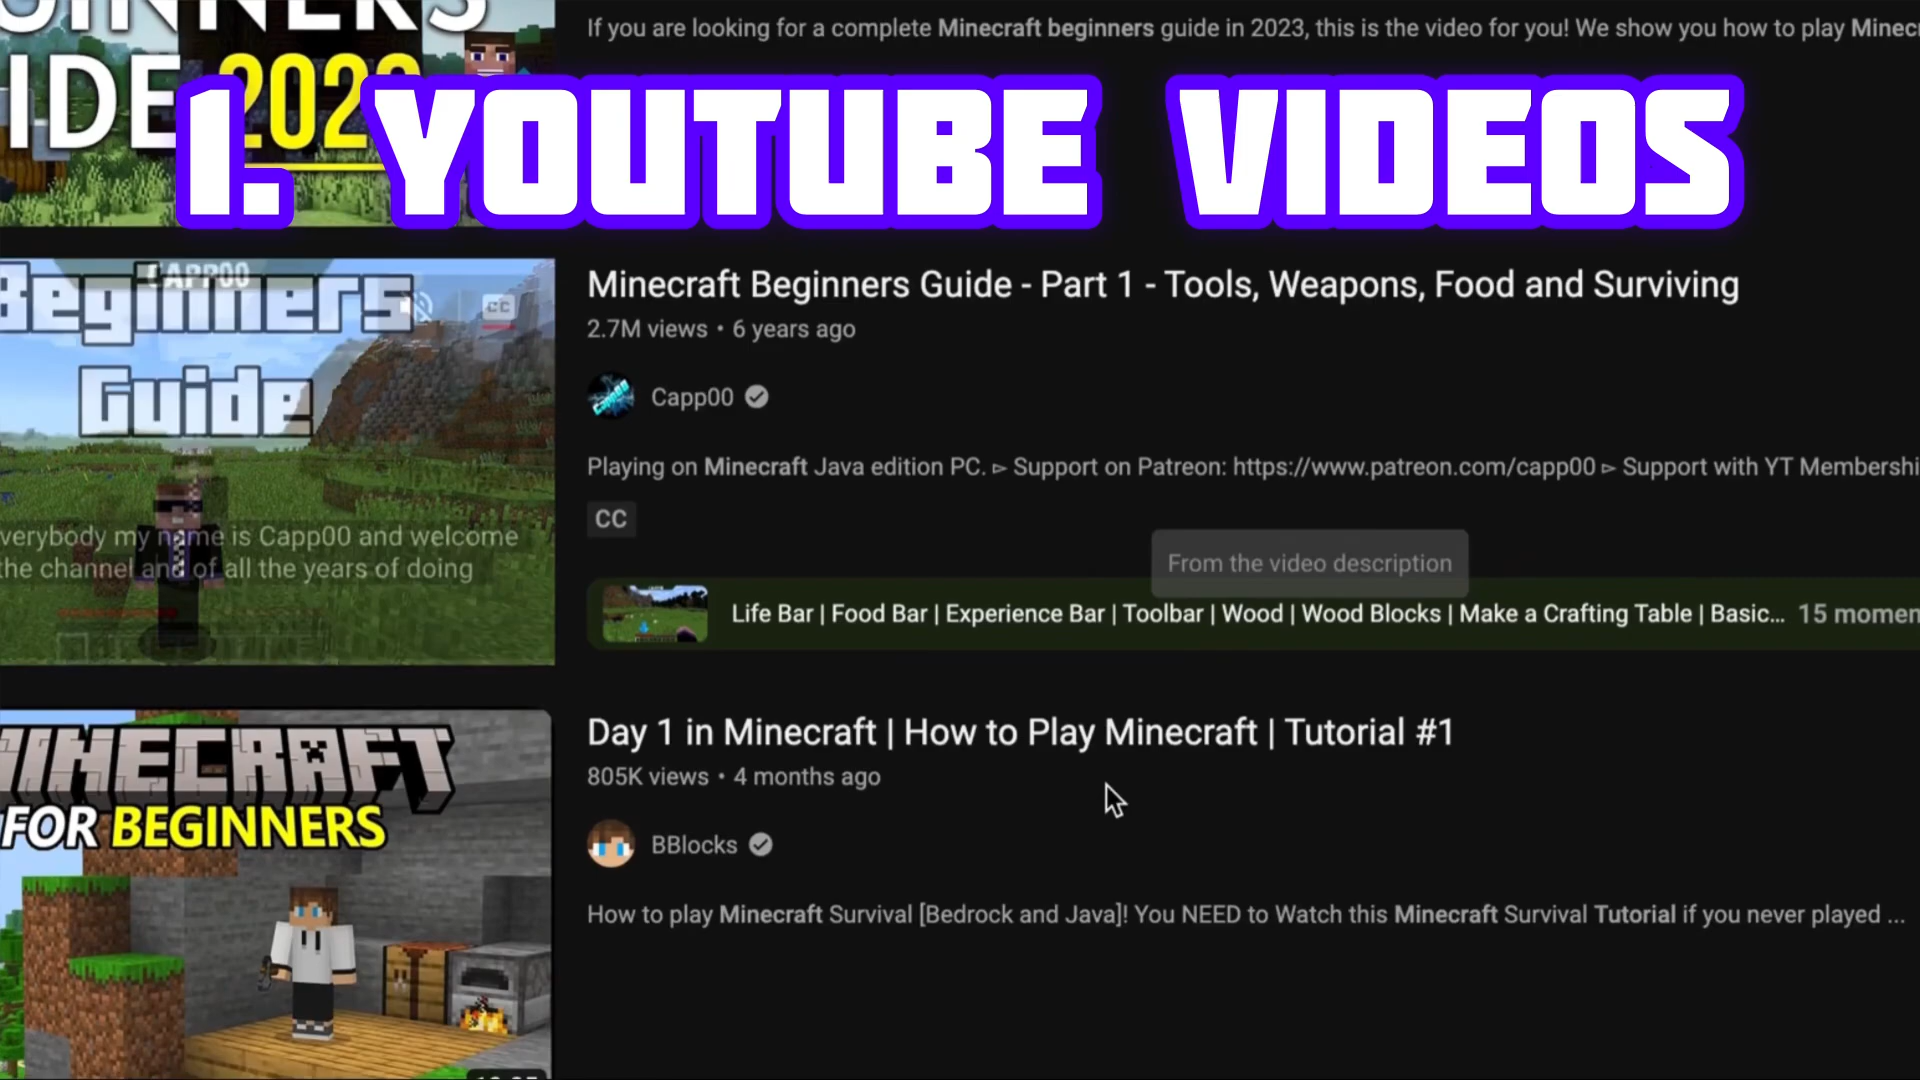 If you are looking for a complete Minecraft beginners guide in 2023, this is the video for you! We show you how to play
IDE 202
1. YOUTUBE VIDEOS
CAPP00
Beginners
Guide
CC
verybody my name is Capp00 and welcome
the channel and of all the years of doing
Minecraft Beginners Guide - Part 1 - Tools, Weapons, Food and Surviving
2.7M views • 6 years ago
Capp00
Playing on Minecraft Java edition PC. ▻ Support on Patreon: https://www.patreon.com/capp00 ▻ Support with YT Membershi
CC
From the video description
Life Bar | Food Bar | Experience Bar | Toolbar | Wood | Wood Blocks | Make a Crafting Table | Basic... 15 momen
MINECRAFT
FOR BEGINNERS
Day 1 in Minecraft | How to Play Minecraft | Tutorial #1
805K views • 4 months ago
BBlocks
How to play Minecraft Survival [Bedrock and Java]! You NEED to Watch this Minecraft Survival Tutorial if you never played ...